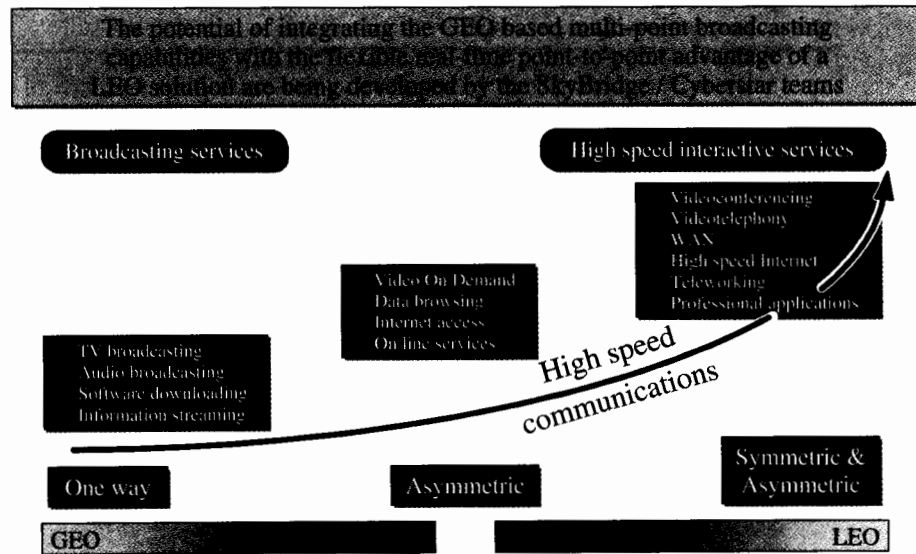 The potential of integrating the GEO based multi-point broadcasting
capabilities with the flexible real-time point-to-point advantage of a
LEO solution are being developed by the SkyBridge / Cyberstar teams
Broadcasting services
High speed interactive services
Videoconferencing
Videotelephony
WAN
High speed Internet
Teleworking
Professional applications
Video On Demand
Data browsing
Internet access
On line services
TV broadcasting
Audio broadcasting
Software downloading
Information streaming
High speed
communications
One way
Asymmetric
Symmetric &
Asymmetric
GEO
LEO